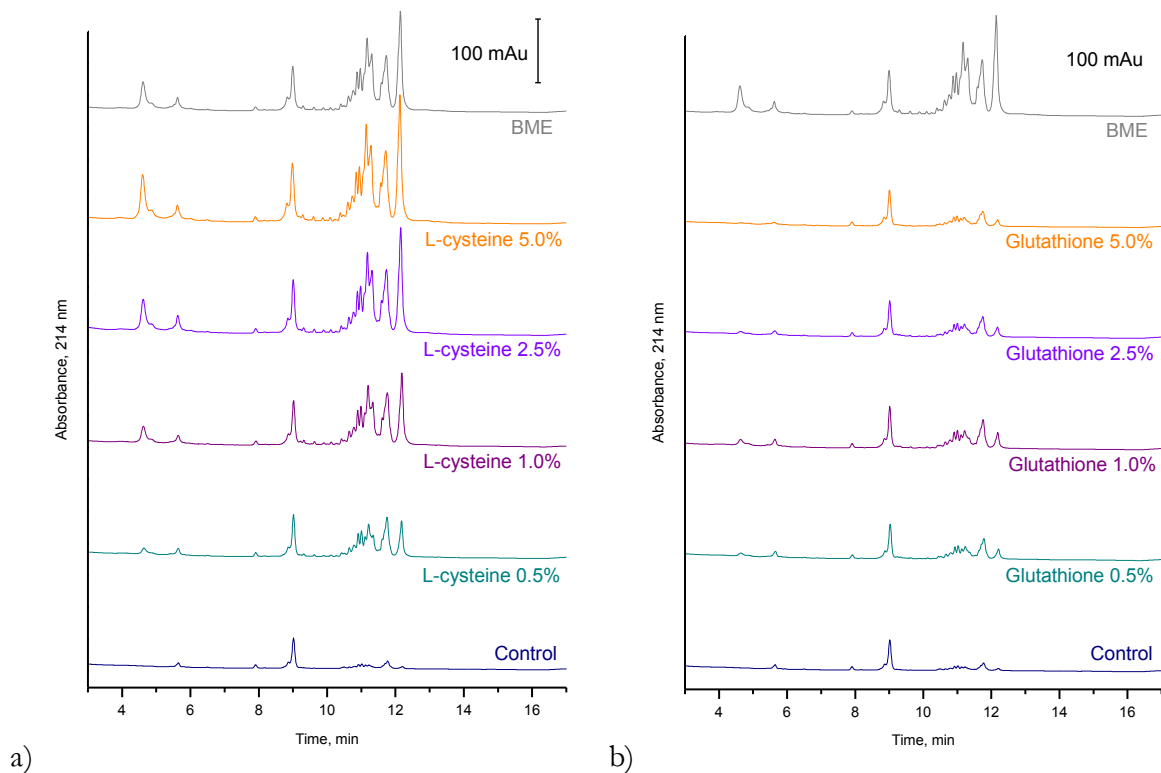 100 mAu
BME
L-cysteine 5.0%
L-cysteine 2.5%
L-cysteine 1.0%
L-cysteine 0.5%
Control
Absorbance, 214 nm
4 6 8 10 12 14 16
Time, min
a)
100 mAu
BME
Glutathione 5.0%
Glutathione 2.5%
Glutathione 1.0%
Glutathione 0.5%
Control
Absorbance, 214 nm
4 6 8 10 12 14 16
Time, min
b)